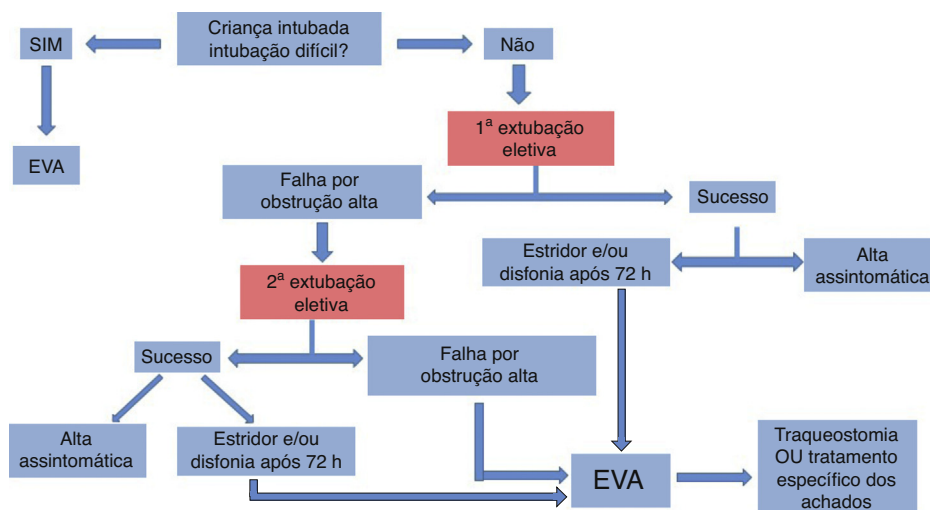 Criança intubada
intubação difícil?
SIM
Não
EVA
1ª extubação
eletiva
Falha por
obstrução alta
Sucesso
Estridor e/ou
disfonia após 72 h
Alta
assintomática
2ª extubação
eletiva
Sucesso
Falha por
obstrução alta
Alta
assintomática
Estridor e/ou
disfonia após 72 h
EVA
Traqueostomia
OU tratamento
específico dos
achados